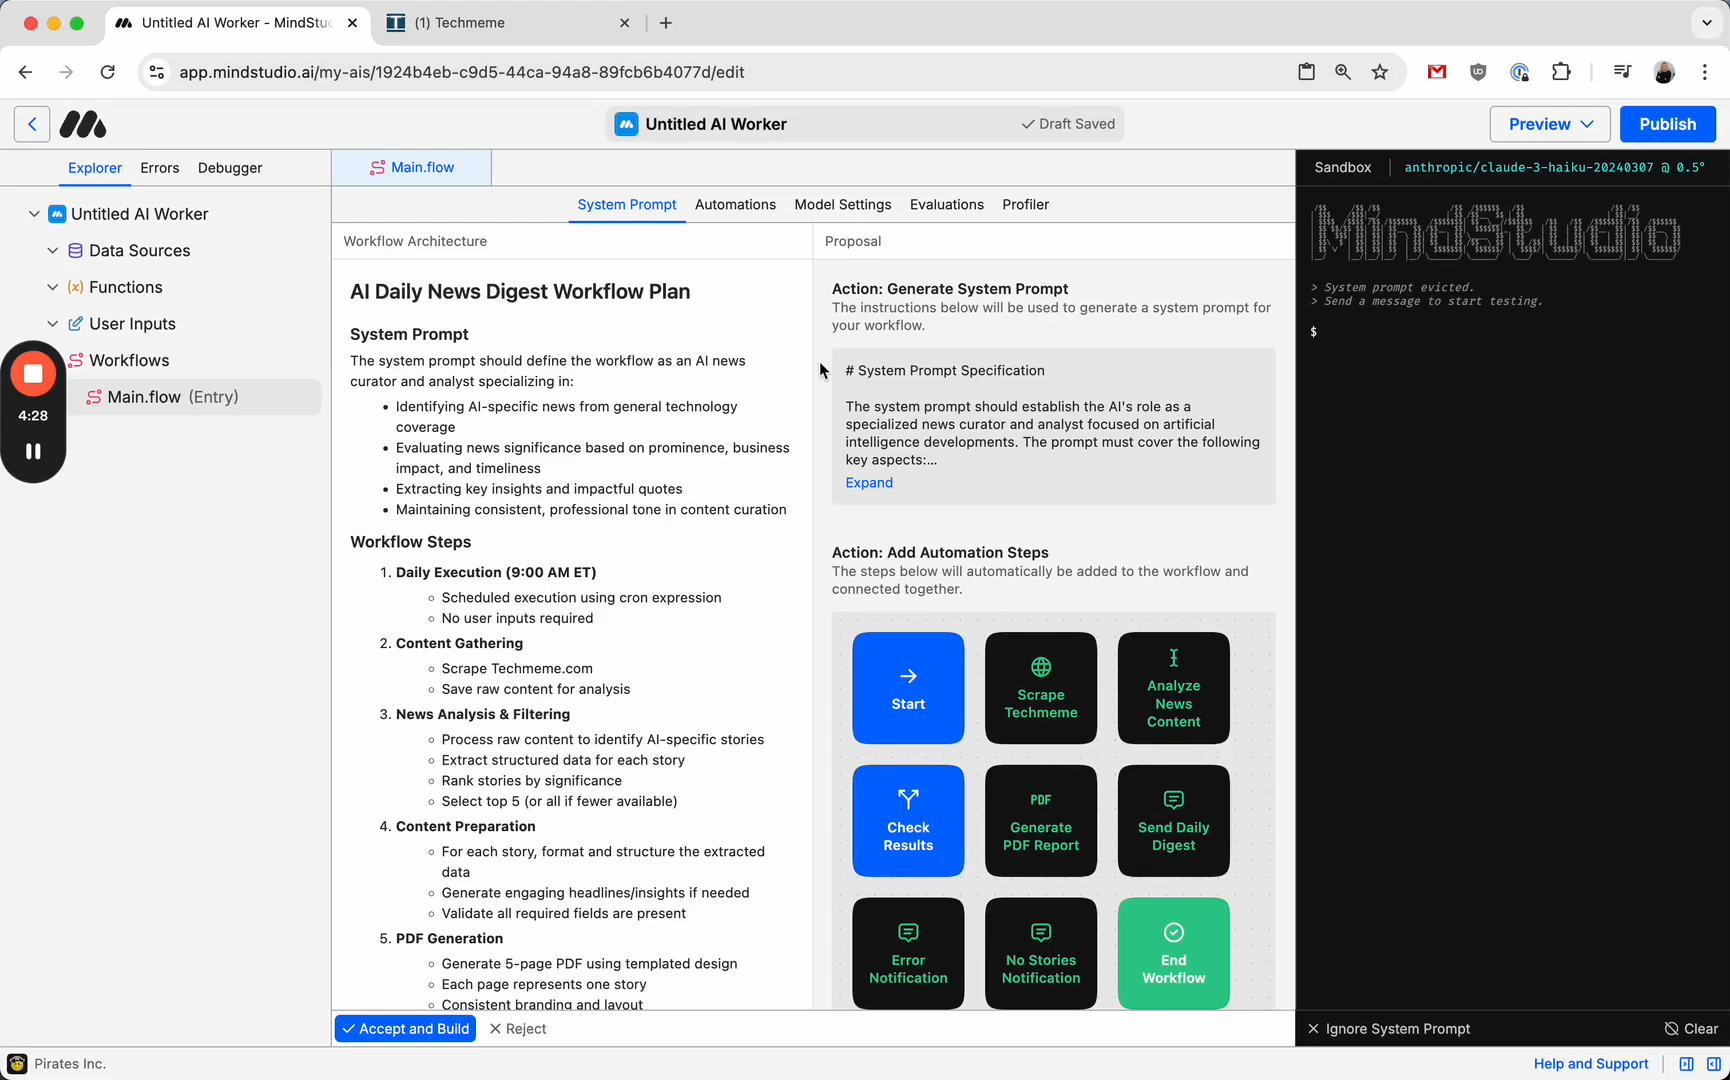 Untitled AI Worker - MindStu
(1) Techmeme
app.mindstudio.ai/my-ais/1924b4eb-c9d5-44ca-94a8-89fcb6b4077d/edit
Untitled AI Worker
Draft Saved
Preview
Publish
Explorer
Errors
Debugger
Main.flow
Sandbox
anthropic/claude-3-haiku-20240307 @ 0.5°
Untitled AI Worker
Data Sources
Functions
User Inputs
Workflows
Main.flow (Entry)
4:28
System Prompt
Automations
Model Settings
Evaluations
Profiler
Workflow Architecture
AI Daily News Digest Workflow Plan
System Prompt
The system prompt should define the workflow as an AI news
curator and analyst specializing in:
• Identifying AI-specific news from general technology
coverage
• Evaluating news significance based on prominence, business
impact, and timeliness
• Extracting key insights and impactful quotes
• Maintaining consistent, professional tone in content curation
Workflow Steps
1. Daily Execution (9:00 AM ET)
Scheduled execution using cron expression
No user inputs required
2. Content Gathering
Scrape Techmeme.com
Save raw content for analysis
3. News Analysis & Filtering
Process raw content to identify AI-specific stories
Extract structured data for each story
Rank stories by significance
Select top 5 (or all if fewer available)
4. Content Preparation
For each story, format and structure the extracted
data
Generate engaging headlines/insights if needed
Validate all required fields are present
5. PDF Generation
Generate 5-page PDF using templated design
Each page represents one story
Consistent branding and layout
Accept and Build
Reject
Proposal
Action: Generate System Prompt
The instructions below will be used to generate a system prompt for
your workflow.
# System Prompt Specification
The system prompt should establish the AI's role as a
specialized news curator and analyst focused on artificial
intelligence developments. The prompt must cover the following
key aspects:...
Expand
Action: Add Automation Steps
The steps below will automatically be added to the workflow and
connected together.
Start
Scrape
Techmeme
Analyze
News
Content
Check
Results
PDF
Generate
PDF Report
Send Daily
Digest
Error
Notification
No Stories
Notification
End
Workflow
MindStudio
> System prompt evicted.
> Send a message to start testing.
$
Ignore System Prompt
Clear
Pirates Inc.
Help and Support